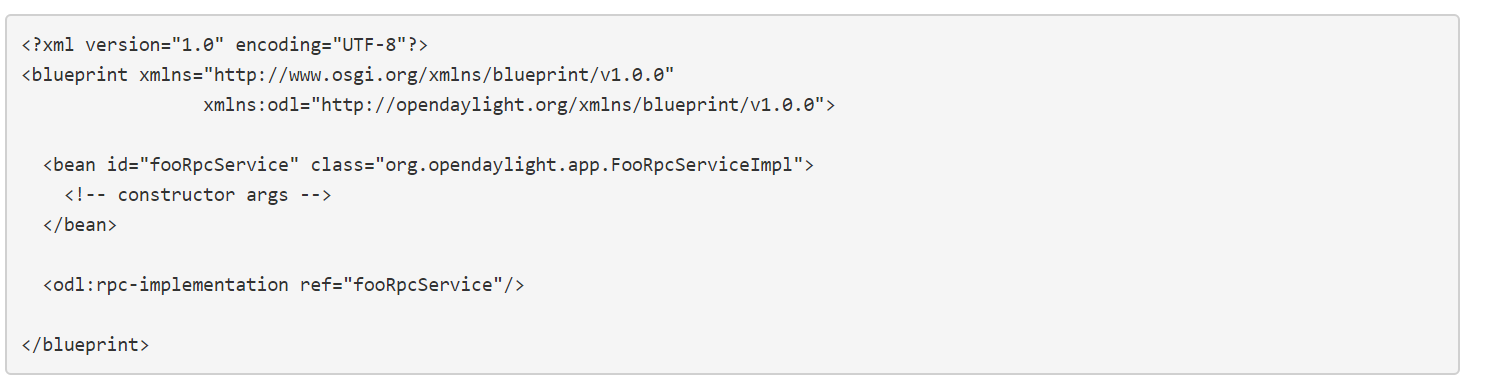 <?xml version="1.0" encoding="UTF-8"?>
<blueprint xmlns="http://www.osgi.org/xmlns/blueprint/v1.0.0"
                 xmlns:odl="http://opendaylight.org/xmlns/blueprint/v1.0.0">
  <bean id="fooRpcService" class="org.opendaylight.app.FooRpcServiceImpl">
    <!-- constructor args -->
  </bean>
  <odl:rpc-implementation ref="fooRpcService"/>
</blueprint>